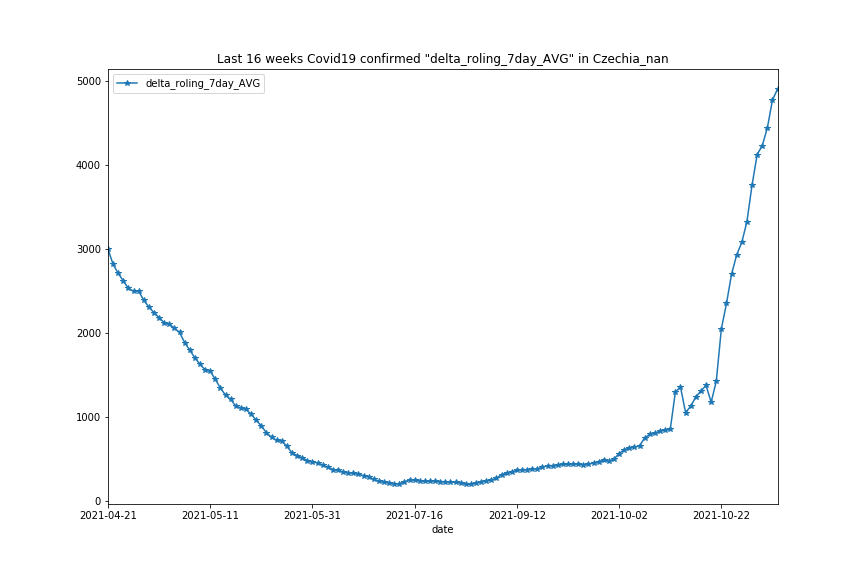 Last 16 weeks Covid19 confirmed "delta_roling_7day_AVG" in Czechia_nan
delta_roling_7day_AVG
5000
4000
3000
2000
1000
0
2021-04-21 2021-05-11 2021-05-31 2021-07-16 2021-09-12 2021-10-02 2021-10-22
date